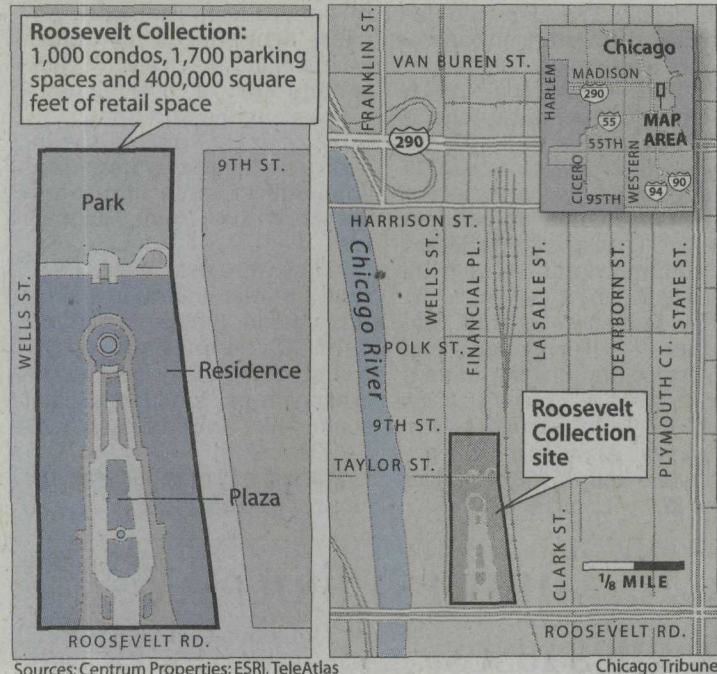 Roosevelt Collection:
1,000 condos, 1,700 parking
spaces and 400,000 square
feet of retail space
9TH ST.
Park
WELLS ST.
Residence
Plaza
ROOSEVELT RD.
Sources: Centrum Properties; ESRI, TeleAtlas
FRANKLIN ST.
VAN BUREN ST.
290
HARRISON ST.
Chicago River
WELLS ST.
FINANCIAL PL.
LA SALLE ST.
DEARBORN ST.
STATE ST.
POLK ST.
PLYMOUTH CT.
9TH ST.
TAYLOR ST.
Roosevelt
Collection
site
CLARK ST.
1/8 MILE
ROOSEVELT RD.
Chicago
MADISON
HARLEM
290
55
MAP
AREA
55TH
CICERO
WESTERN
94
90
95TH
Chicago Tribune